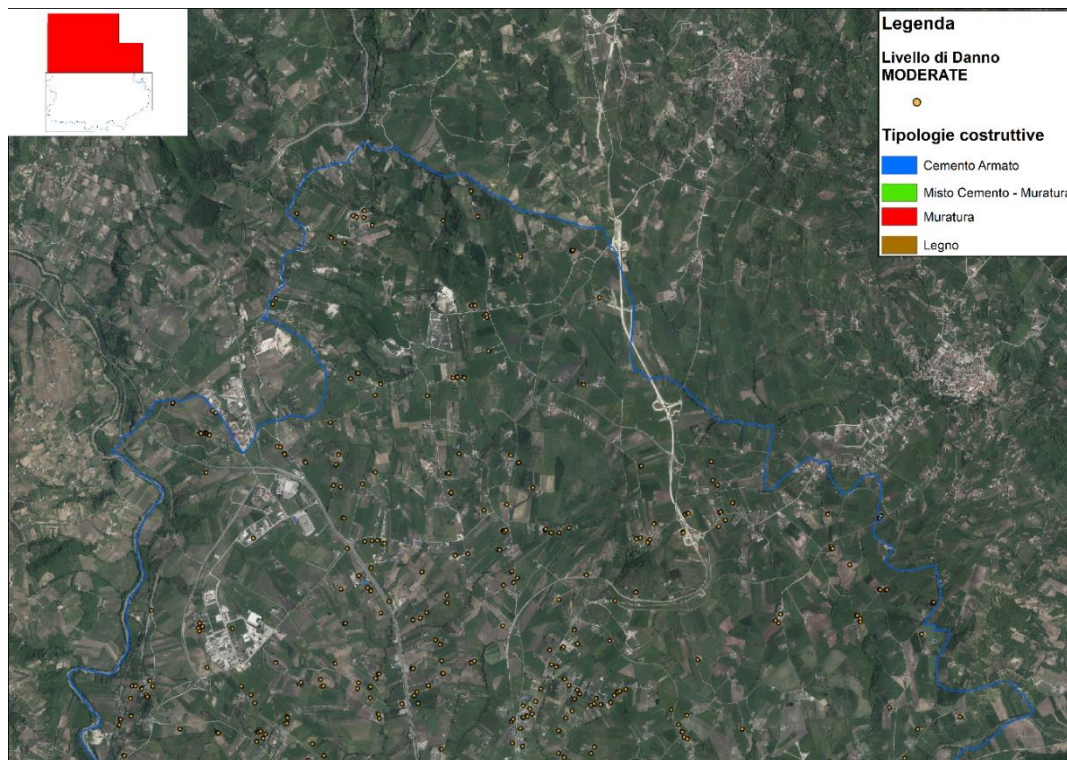 Legenda
Livello di Danno
MODERATE
Tipologie costruttive
Cemento Armato
Misto Cemento - Muratura
Muratura
Legno